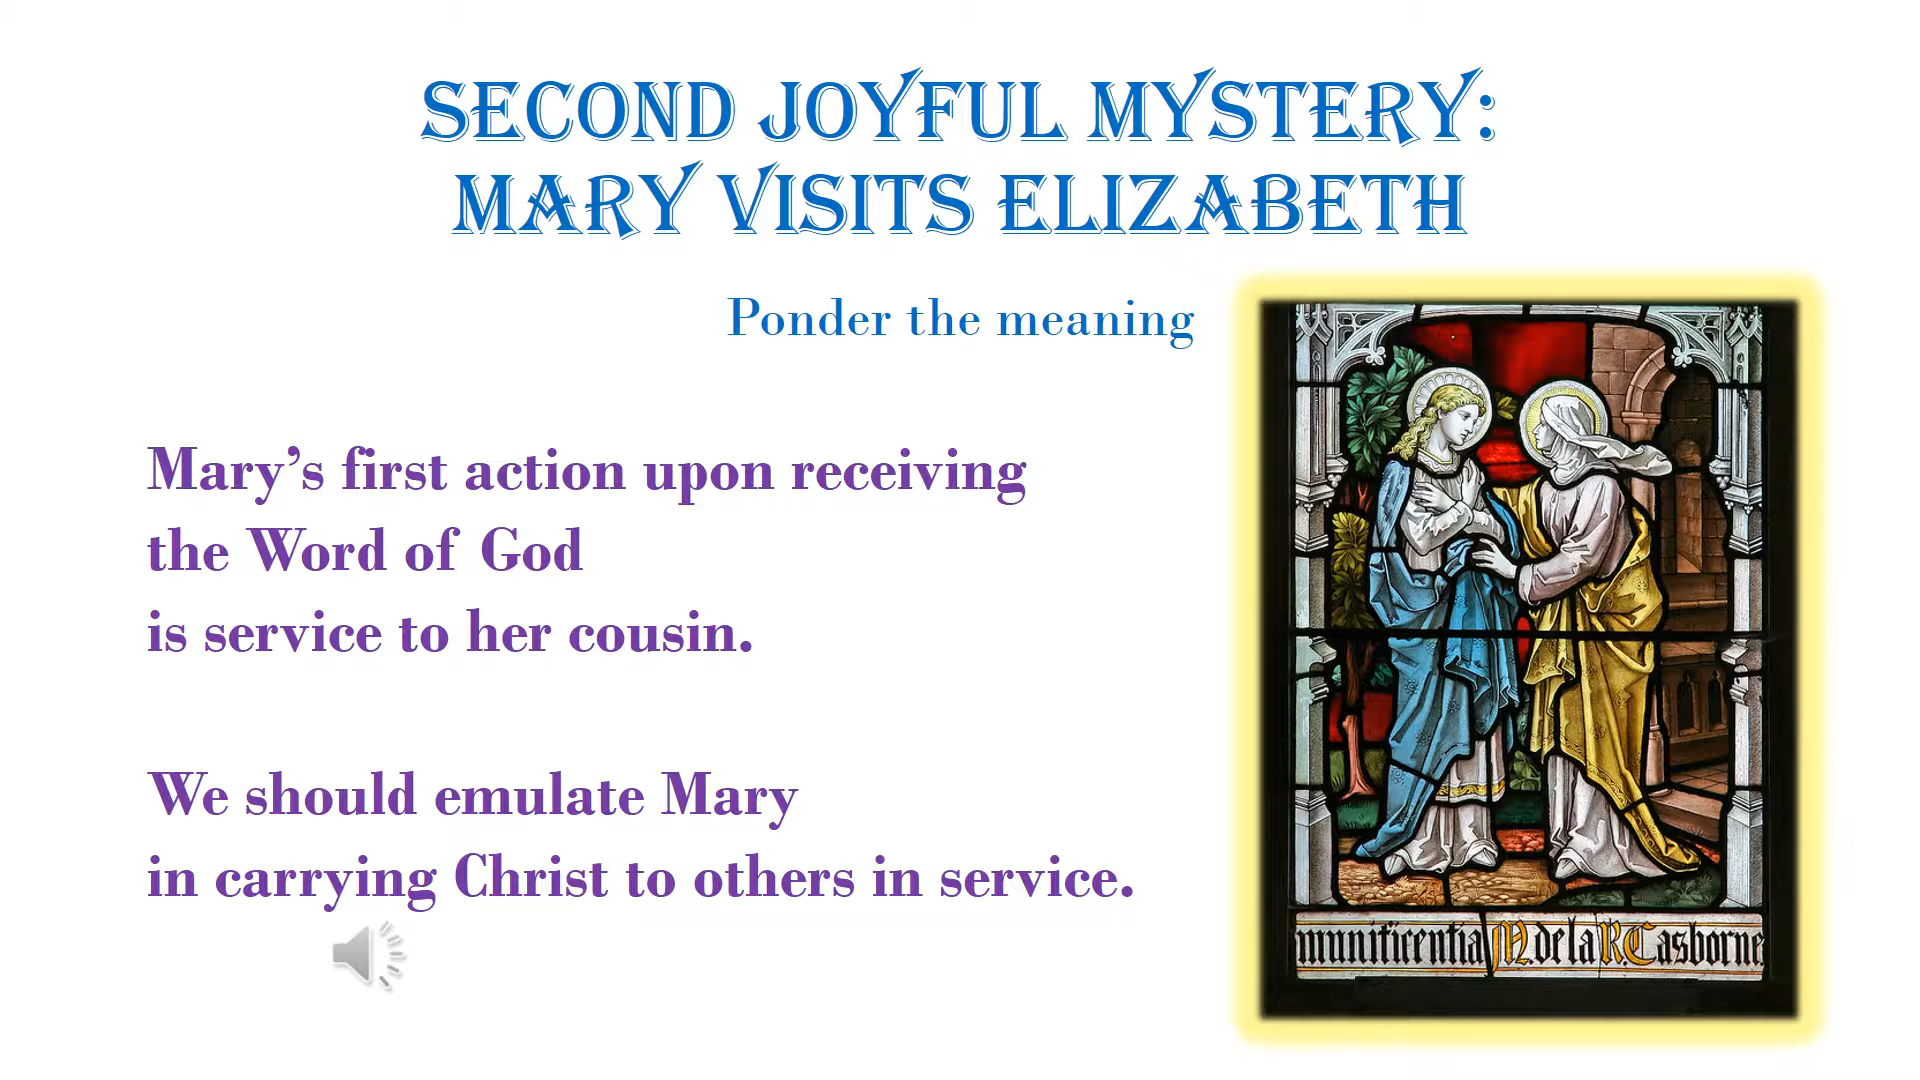 SECOND JOYFUL MYSTERY:
MARY VISITS ELIZABETH
Ponder the meaning
Mary’s first action upon receiving
the Word of God
is service to her cousin.
We should emulate Mary
in carrying Christ to others in service.
munificentia M. de la R.C asborne